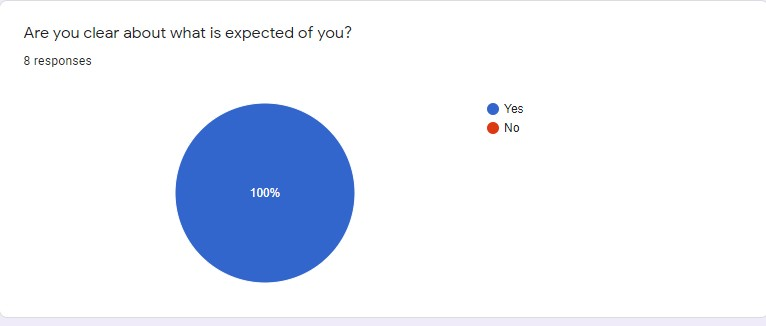 Are you clear about what is expected of you?
8 responses
Yes
No
100%